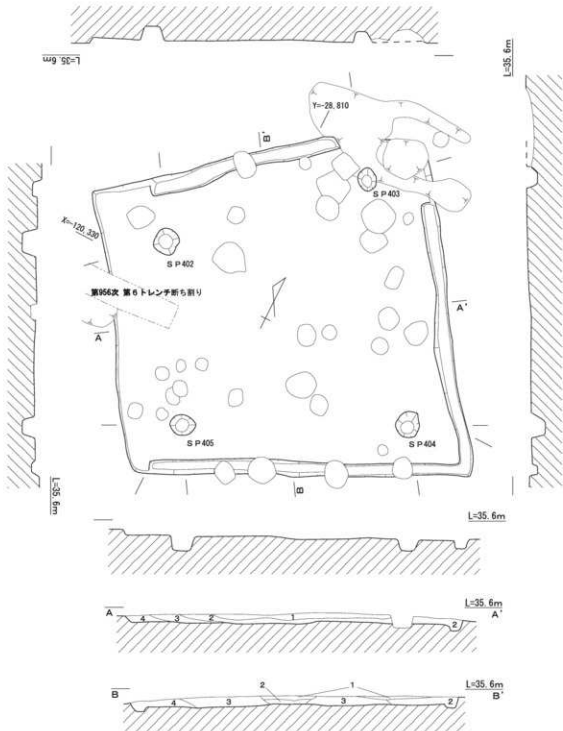 L=35.6m
L=35.6m
Y=-28,810
B'
SP403
X=-120,330
SP402
第956次 第6トレンチ断ち割り
A'
A
SP405
SP404
B
L=35.6m
L=35.6m
A
L=35.6m
A'
4 3 2 1 2
B
2 1
L=35.6m
B'
4 3 3 2